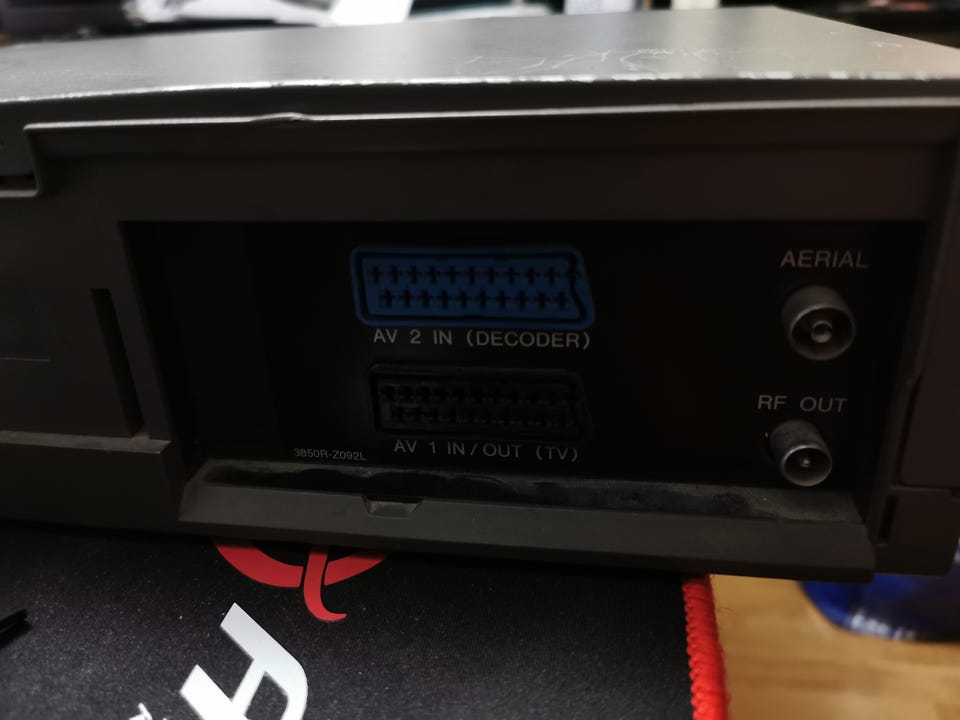 AERIAL
AV 2 IN (DECODER)
RF OUT
AV 1 IN/OUT (TV)
3850R-Z092L